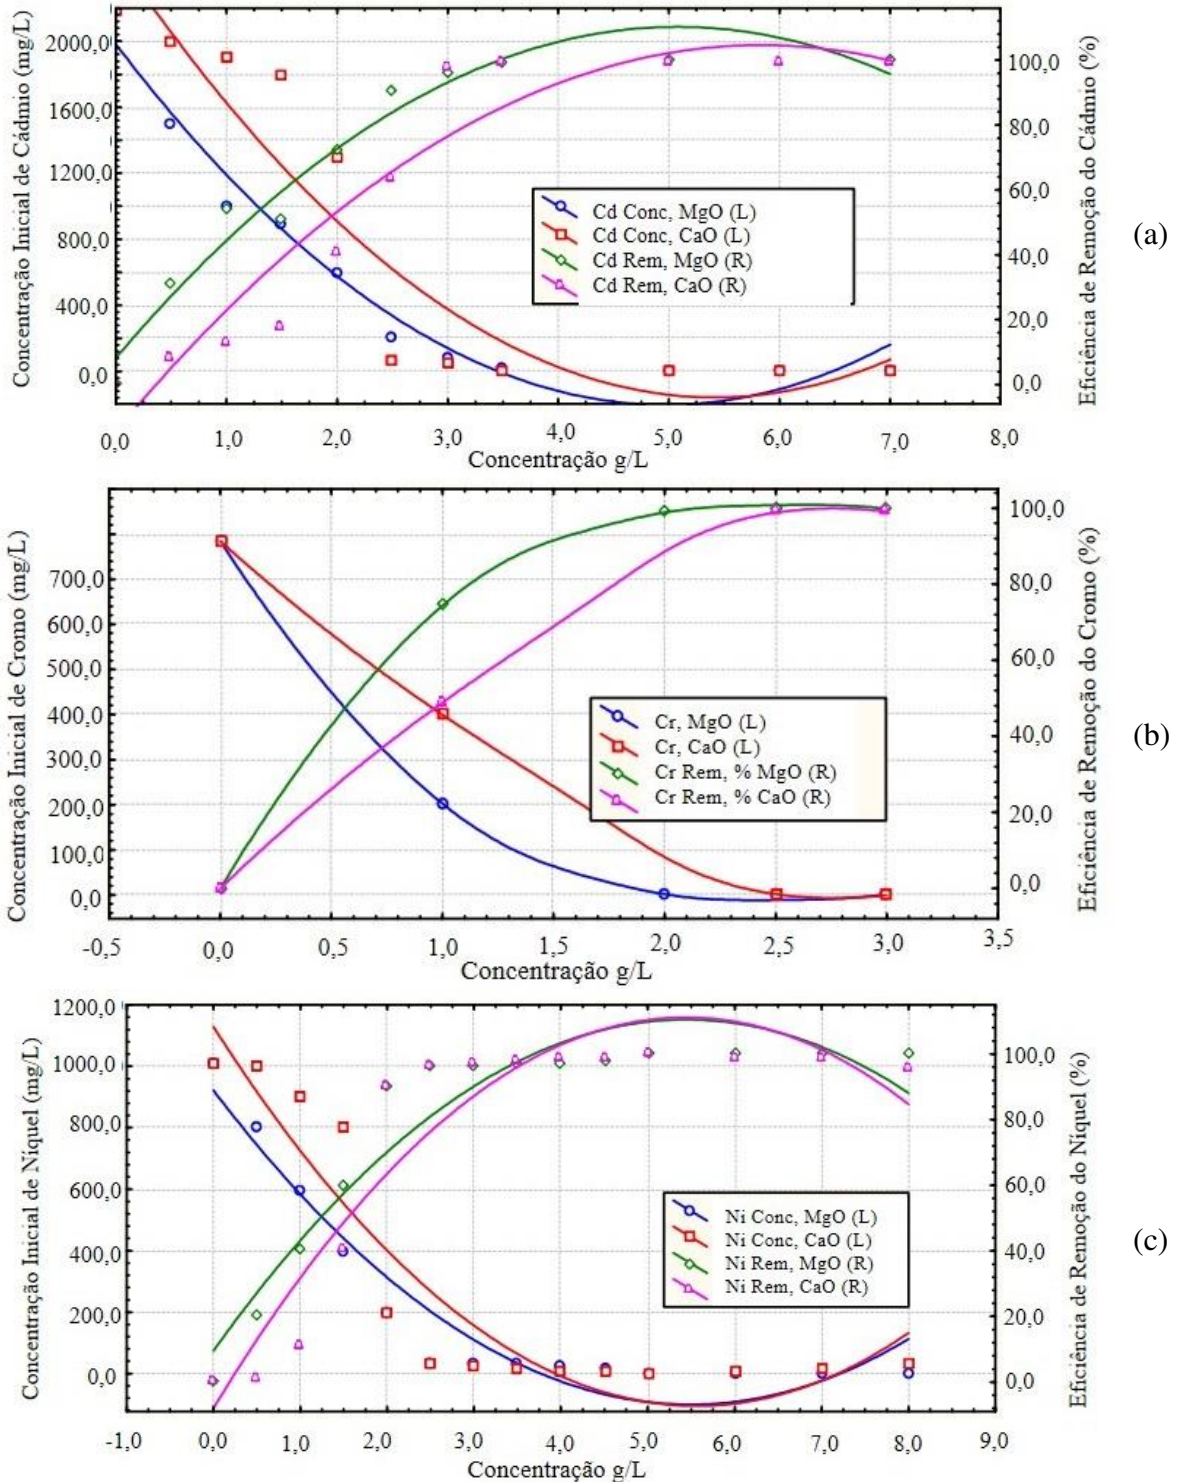 Concentração Inicial de Cádmio (mg/L)
2000,0
1600,0
1200,0
800,0
400,0
0,0
Cd Conc, MgO (L)
Cd Conc, CaO (L)
Cd Rem, MgO (R)
Cd Rem, CaO (R)
100,0
80,0
60,0
40,0
20,0
0,0
Eficiência de Remoção do Cádmio (%)
(a)
0,0 1,0 2,0 3,0 4,0 5,0 6,0 7,0 8,0
Concentração g/L
Concentração Inicial de Cromo (mg/L)
700,0
600,0
500,0
400,0
300,0
200,0
100,0
0,0
Cr, MgO (L)
Cr, CaO (L)
Cr Rem, % MgO (R)
Cr Rem, % CaO (R)
100,0
80,0
60,0
40,0
20,0
0,0
Eficiência de Remoção do Cromo (%)
(b)
-0,5 0,0 0,5 1,0 1,5 2,0 2,5 3,0 3,5
Concentração g/L
Concentração Inicial de Níquel (mg/L)
1200,0
1000,0
800,0
600,0
400,0
200,0
0,0
Ni Conc, MgO (L)
Ni Conc, CaO (L)
Ni Rem, MgO (R)
Ni Rem, CaO (R)
100,0
80,0
60,0
40,0
20,0
0,0
Eficiência de Remoção do Níquel (%)
(c)
-1,0 0,0 1,0 2,0 3,0 4,0 5,0 6,0 7,0 8,0 9,0
Concentração g/L